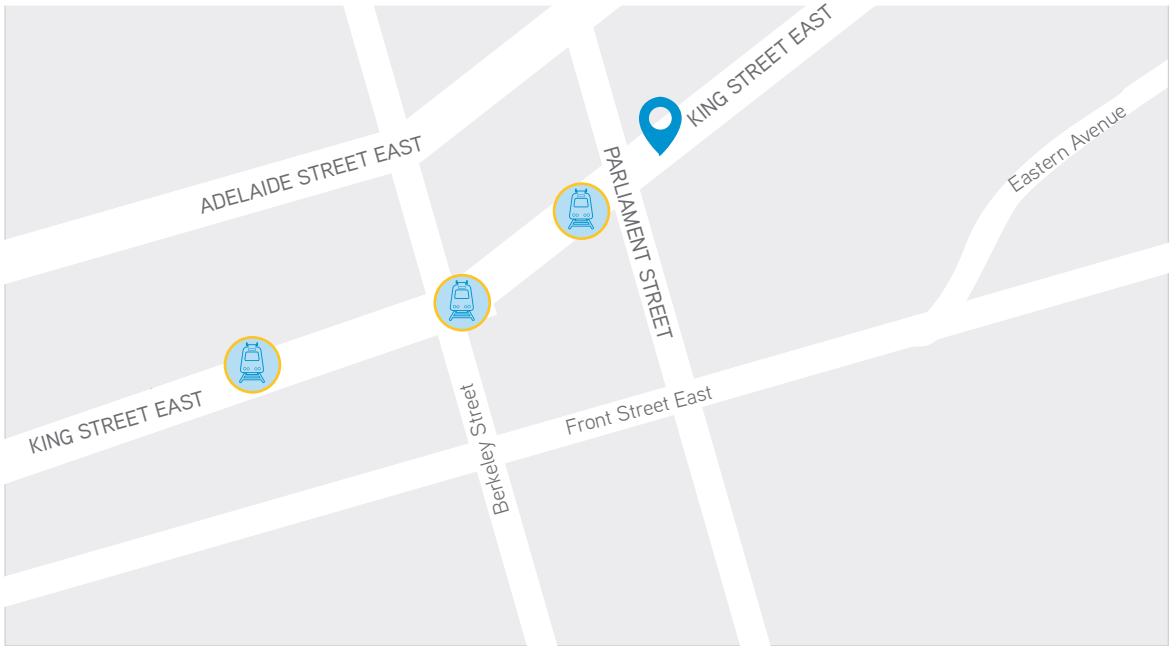 KING STREET EAST
Eastern Avenue
ADELAIDE STREET EAST
PARLIAMENT STREET
KING STREET EAST
Front Street East
Berkeley Street